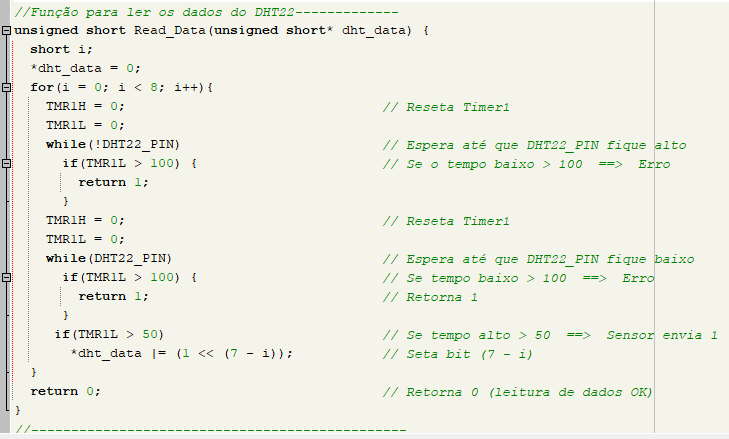 //Função para ler os dados do DHT22-------------
unsigned short Read_Data(unsigned short* dht_data) {
  short i;
  *dht_data = 0;
  for(i = 0; i < 8; i++){
    TMR1H = 0;                                // Reseta Timer1
    TMR1L = 0;
    while(!DHT22_PIN)                         // Espera até que DHT22_PIN fique alto
      if(TMR1L > 100) {                       // Se o tempo baixo > 100  ==>  Erro
        return 1;
      }
    TMR1H = 0;                                // Reseta Timer1
    TMR1L = 0;
    while(DHT22_PIN)                          // Espera até que DHT22_PIN fique baixo
      if(TMR1L > 100) {                       // Se tempo baixo > 100  ==>  Erro
        return 1;                             // Retorna 1
      }
     if(TMR1L > 50)                           // Se tempo alto > 50  ==>  Sensor envia 1
       *dht_data |= (1 << (7 - i));           // Seta bit (7 - i)
  }
  return 0;                                   // Retorna 0 (leitura de dados OK)
}
//-----------------------------------------------